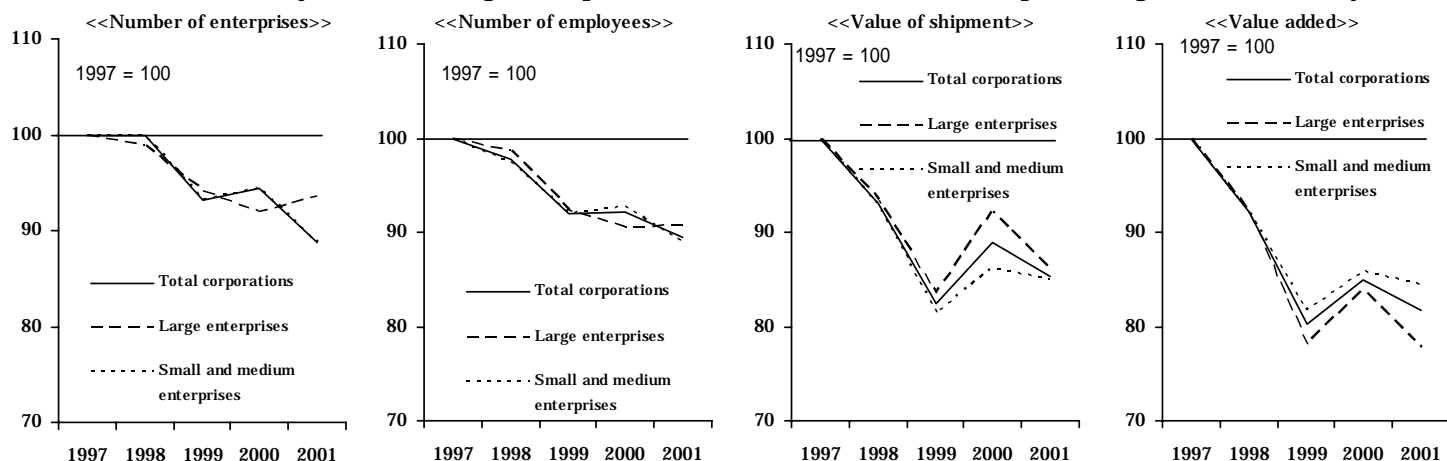 <<Number of enterprises>>
110
1997 = 100
100
90
Total corporations
80
Large enterprises
Small and medium
enterprises
70
1997 1998 1999 2000 2001
<<Number of employees>>
110
1997 = 100
100
90
Total corporations
80
Large enterprises
Small and medium
enterprises
70
1997 1998 1999 2000 2001
<<Value of shipment>>
110
1997 = 100
Total corporations
Large enterprises
100
Small and medium
enterprises
90
80
70
1997 1998 1999 2000 2001
<<Value added>>
110
1997 = 100
Total corporations
Large enterprises
100
Small and medium
enterprises
90
80
70
1997 1998 1999 2000 2001